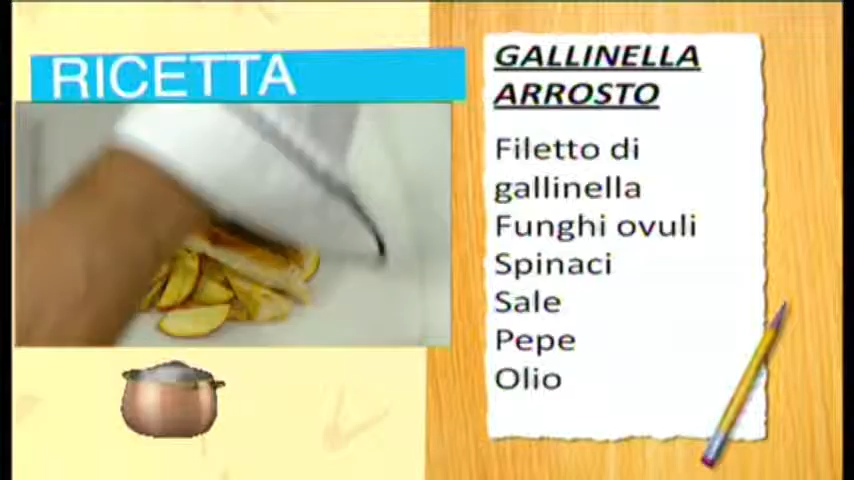 RICETTA
GALLINELLA
ARROSTO
Filetto di
gallinella
Funghi ovuli
Spinaci
Sale
Pepe
Olio